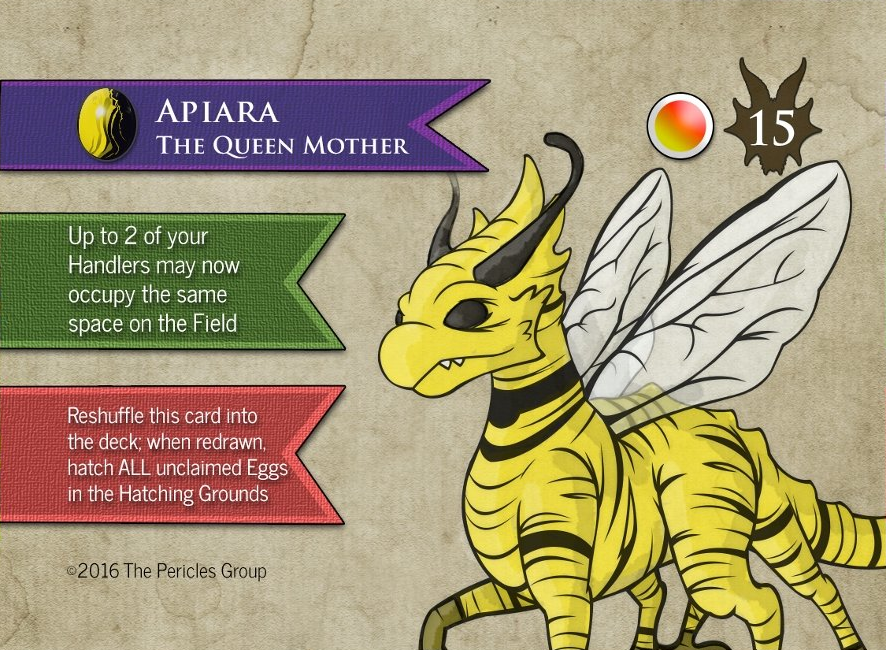 Apiara
The Queen Mother
15
Up to 2 of your
Handlers may now
occupy the same
space on the Field
Reshuffle this card into
the deck; when redrawn,
hatch ALL unclaimed Eggs
in the Hatching Grounds
©2016 The Pericles Group